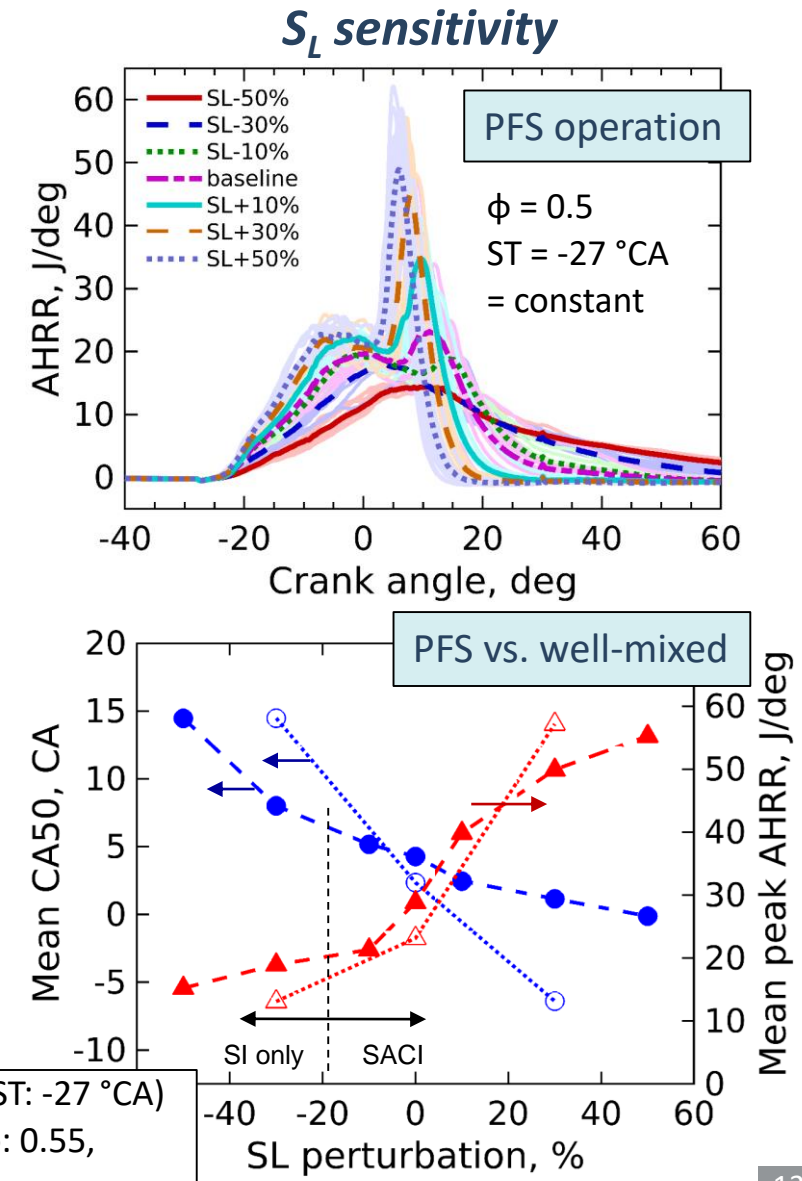 S_L sensitivity
AHRR, J/deg
60
50
40
30
20
10
0
SL-50%
SL-30%
SL-10%
baseline
SL+10%
SL+30%
SL+50%
PFS operation
ϕ = 0.5
ST = -27 °CA
= constant
-40 -20 0 20 40 60
Crank angle, deg
PFS vs. well-mixed
Mean CA50, CA
20
15
10
5
0
-5
-10
Mean peak AHRR, J/deg
60
50
40
30
20
10
0
SI only SACI
ST: -27 °CA)
: 0.55,
-40 -20 0 20 40 60
SL perturbation, %